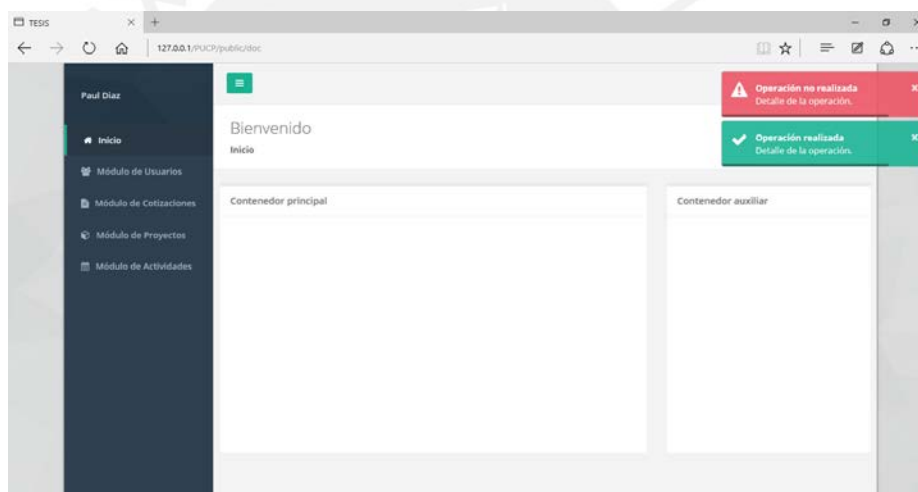 TESIS
127.0.0.1/PUCP/public/doc
Paul Diaz
Inicio
Módulo de Usuarios
Módulo de Cotizaciones
Módulo de Proyectos
Módulo de Actividades
Bienvenido
Inicio
Operación no realizada
Detalle de la operación.
Operación realizada
Detalle de la operación.
Contenedor principal
Contenedor auxiliar